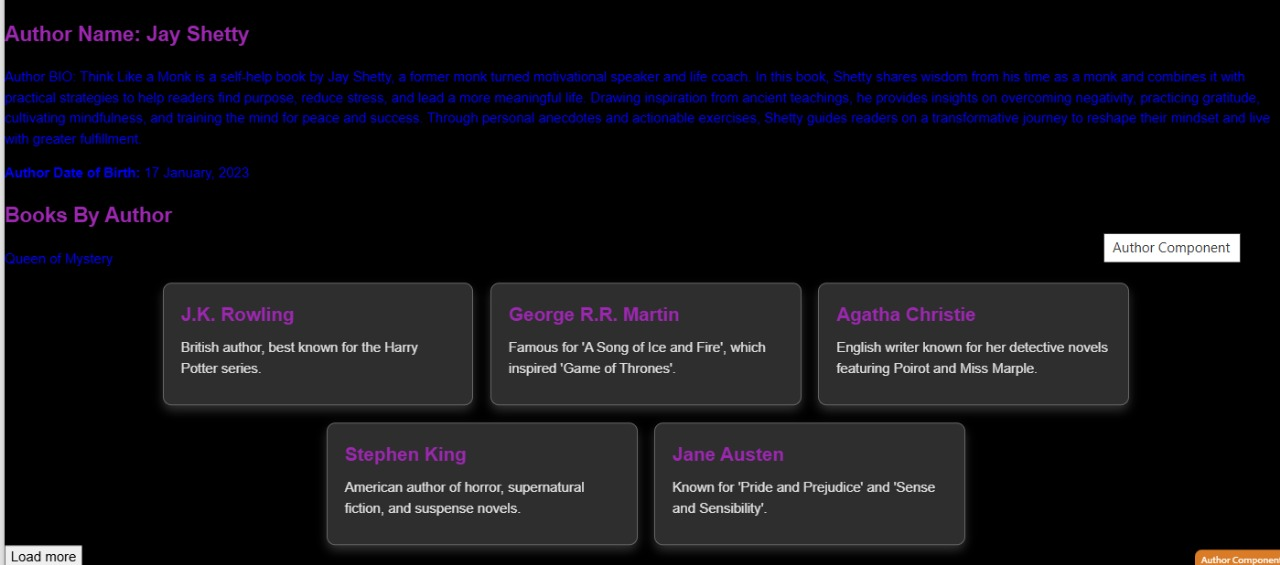 Author Name: Jay Shetty
Author BIO: Think Like a Monk is a self-help book by Jay Shetty, a former monk turned motivational speaker and life coach. In this book, Shetty shares wisdom from his time as a monk and combines it with
practical strategies to help readers find purpose, reduce stress, and lead a more meaningful life. Drawing inspiration from ancient teachings, he provides insights on overcoming negativity, practicing gratitude,
cultivating mindfulness, and training the mind for peace and success. Through personal anecdotes and actionable exercises, Shetty guides readers on a transformative journey to reshape their mindset and live
with greater fulfillment.
Author Date of Birth: 17 January, 2023
Books By Author
Author Component
Queen of Mystery
J.K. Rowling
British author, best known for the Harry
Potter series.
George R.R. Martin
Famous for 'A Song of Ice and Fire', which
inspired 'Game of Thrones'.
Agatha Christie
English writer known for her detective novels
featuring Poirot and Miss Marple.
Stephen King
American author of horror, supernatural
fiction, and suspense novels.
Jane Austen
Known for 'Pride and Prejudice' and 'Sense
and Sensibility'.
Load more
Author Component